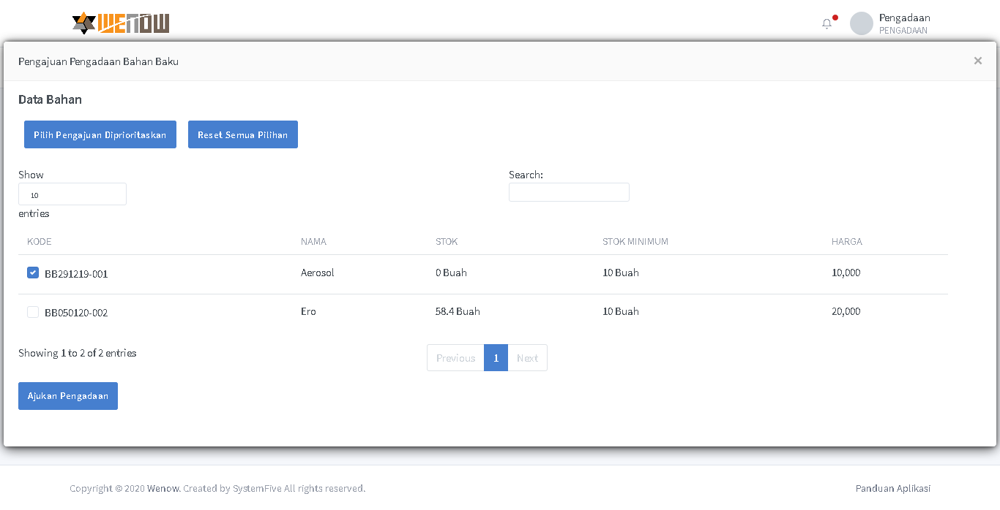 WENOW
Pengadaan
PENGADAAN
Pengajuan Pengadaan Bahan Baku
×
Data Bahan
Pilih Pengajuan Diprioritaskan Reset Semua Pilihan
Show
10
entries
Search:
KODE NAMA STOK STOK MINIMUM HARGA
BB291219-001 Aerosol 0 Buah 10 Buah 10,000
BB050120-002 Ero 58.4 Buah 10 Buah 20,000
Showing 1 to 2 of 2 entries
Previous 1 Next
Ajukan Pengadaan
Copyright © 2020 Wenow. Created by SystemFive All rights reserved.
Panduan Aplikasi